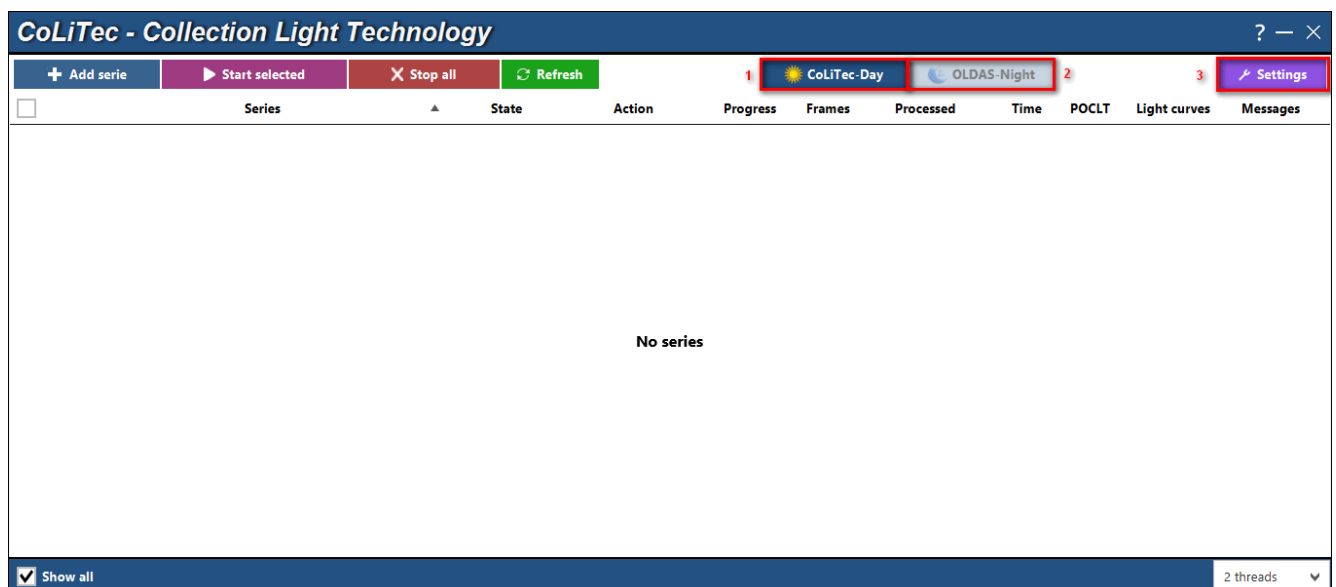 CoLiTec - Collection Light Technology ? — ×
Add serie Start selected Stop all Refresh 1 CoLiTec-Day OLDAS-Night 2 3 Settings
Series State Action Progress Frames Processed Time POCLT Light curves Messages
No series
Show all 2 threads